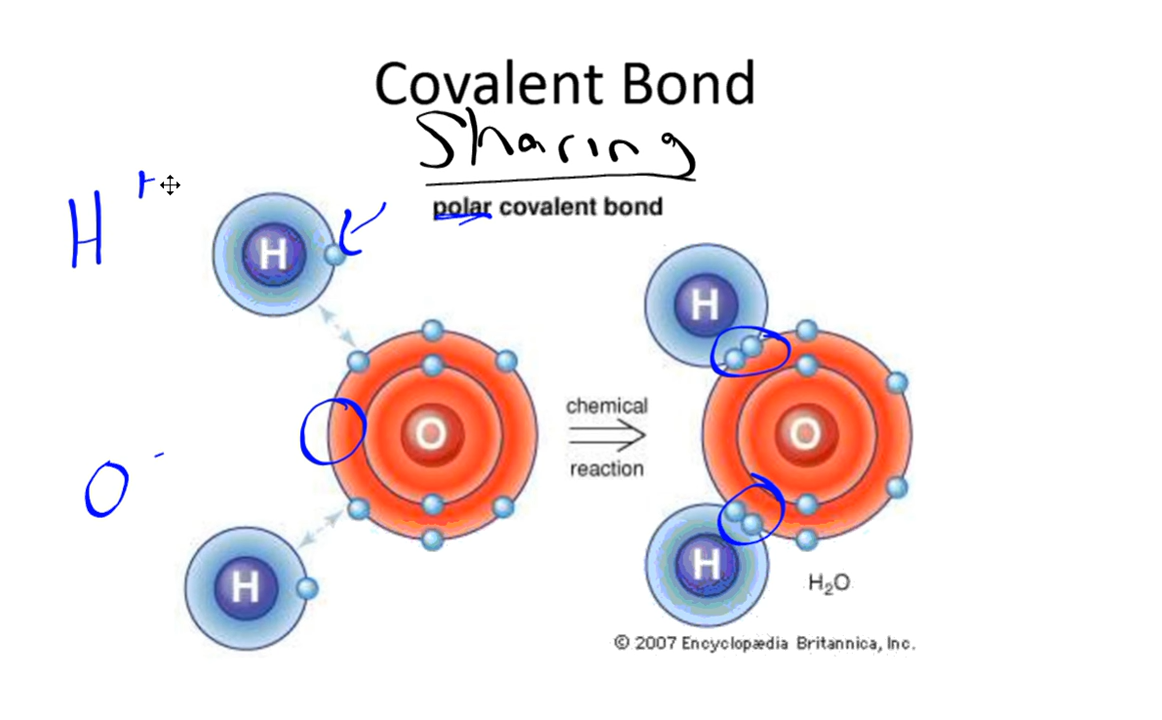 Covalent Bond
Sharing
polar covalent bond
H +
H
H
O
chemical
reaction
O
O -
H
H
H₂O
© 2007 Encyclopædia Britannica, Inc.